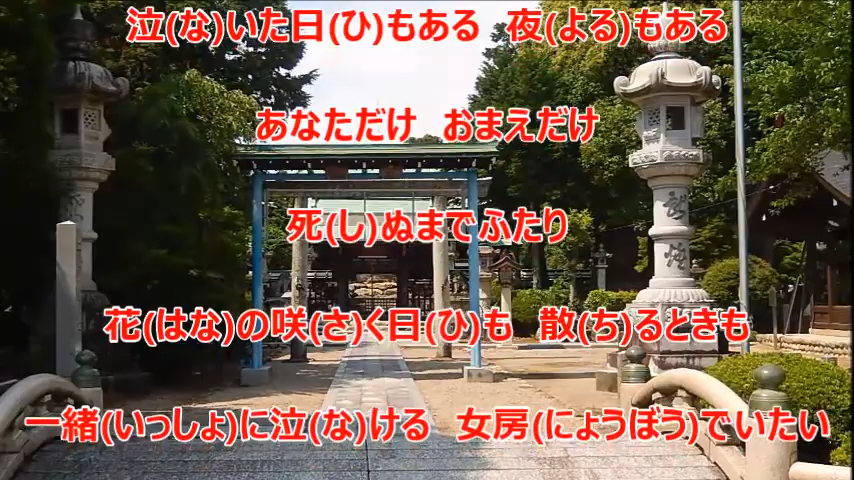 泣(な)いた日(ひ)もある　夜(よる)もある
あなただけ　おまえだけ
死(し)ぬまでふたり
花(はな)の咲(さ)く日(ひ)も　散(ち)るときも
一緒(いっしょ)に泣(な)ける　女房(にょうぼう)でいたい